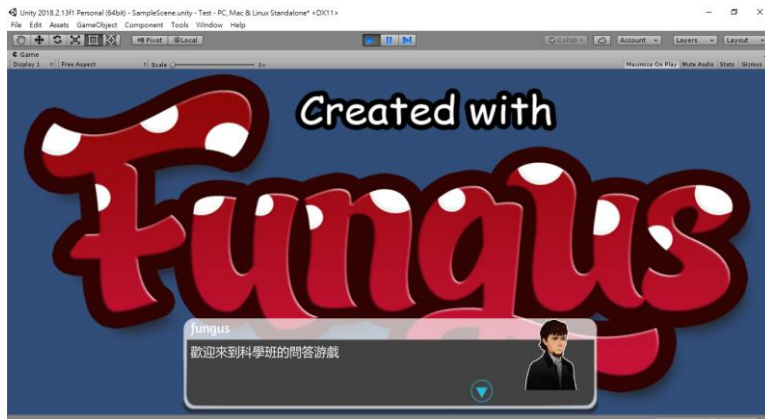 Unity 2018.2.13f1 Personal (64bit) - SampleScene.unity - Test - PC, Mac & Linux Standalone* <DX11>
File Edit Assets GameObject Component Tools Window Help
Pivot Local Collab Account Layers Layout
Game
Display 1 Free Aspect Scale 1x Maximize On Play Mute Audio Stats Gizmos
Created with
Fungus
fungus
歡迎來到科學班的問答游戲